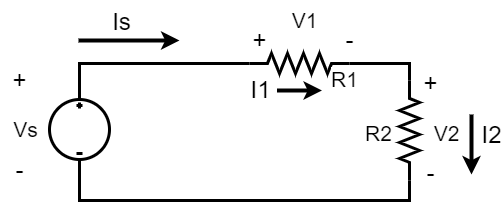 Is
V1
+ -
I1 R1
+ +
Vs + - R2 V2 I2
- -